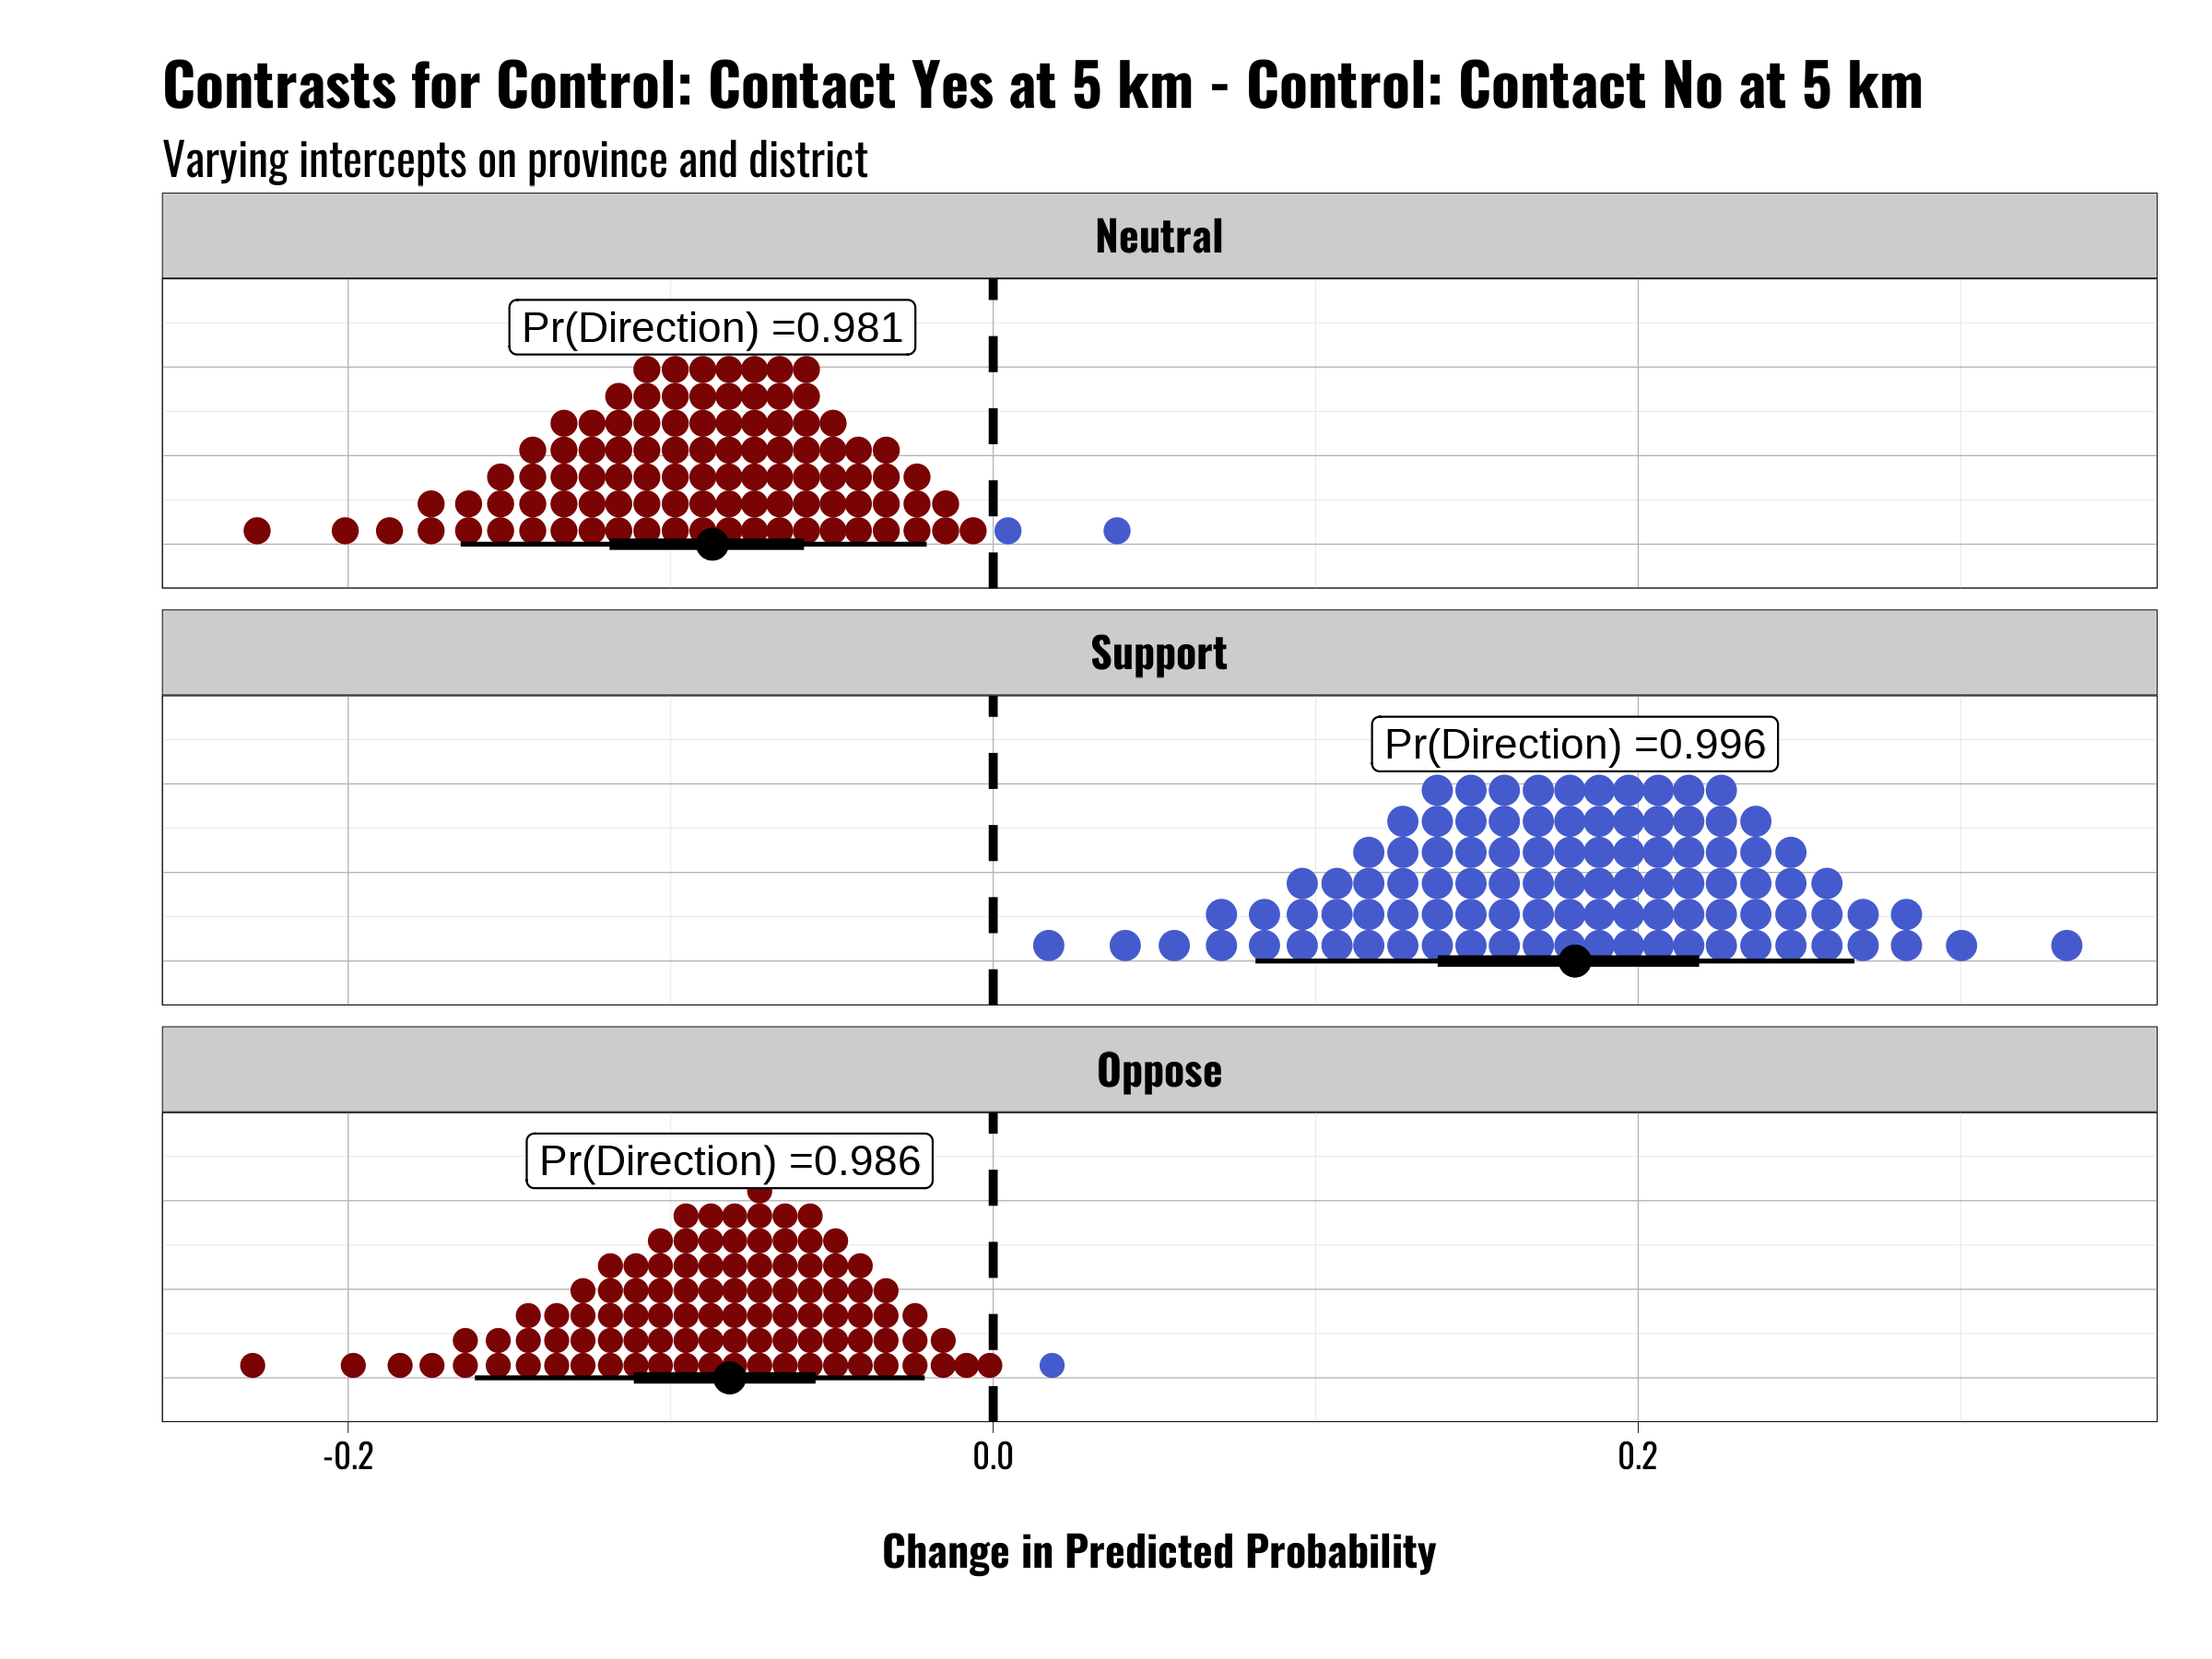 Contrasts for Control: Contact Yes at 5 km - Control: Contact No at 5 km
Varying intercepts on province and district
Neutral
Pr(Direction) =0.981
Support
Pr(Direction) =0.996
Oppose
Pr(Direction) =0.986
-0.2 0.0 0.2
Change in Predicted Probability